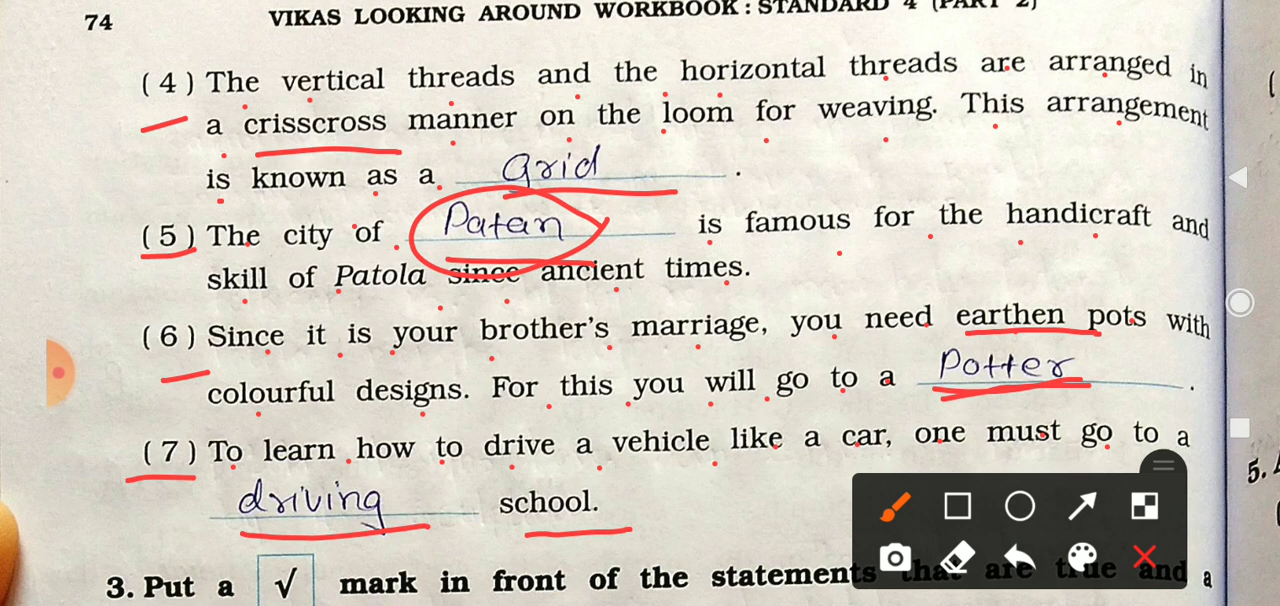 74 VIKAS LOOKING AROUND WORKBOOK : STANDARD 4 (PART 2)
(4) The vertical threads and the horizontal threads are arranged in
a crisscross manner on the loom for weaving. This arrangement
is known as a grid .
(5) The city of Patan is famous for the handicraft and
skill of Patola since ancient times.
(6) Since it is your brother's marriage, you need earthen pots with
colourful designs. For this you will go to a Potter .
(7) To learn how to drive a vehicle like a car, one must go to a
driving school.
3. Put a √ mark in front of the statements that are true and a
5.